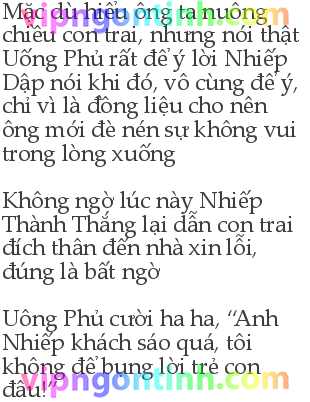 Mặc dù hiểu ông ta nuông
chiều con trai, nhưng nói thật
Uống Phủ rất để ý lời Nhiếp
Dập nói khi đó, vô cùng để ý,
chỉ vì là đồng liệu cho nên
ông mới đè nén sự không vui
trong lòng xuống
Không ngờ lúc này Nhiếp
Thành Thắng lại dẫn con trai
đích thân đến nhà xin lỗi,
đúng là bất ngờ
Uông Phủ cười ha ha, “Anh
Nhiếp khách sáo quá, tôi
không để bụng lời trẻ con
đâu!”
vipngontinh.com
vipngontinh.com